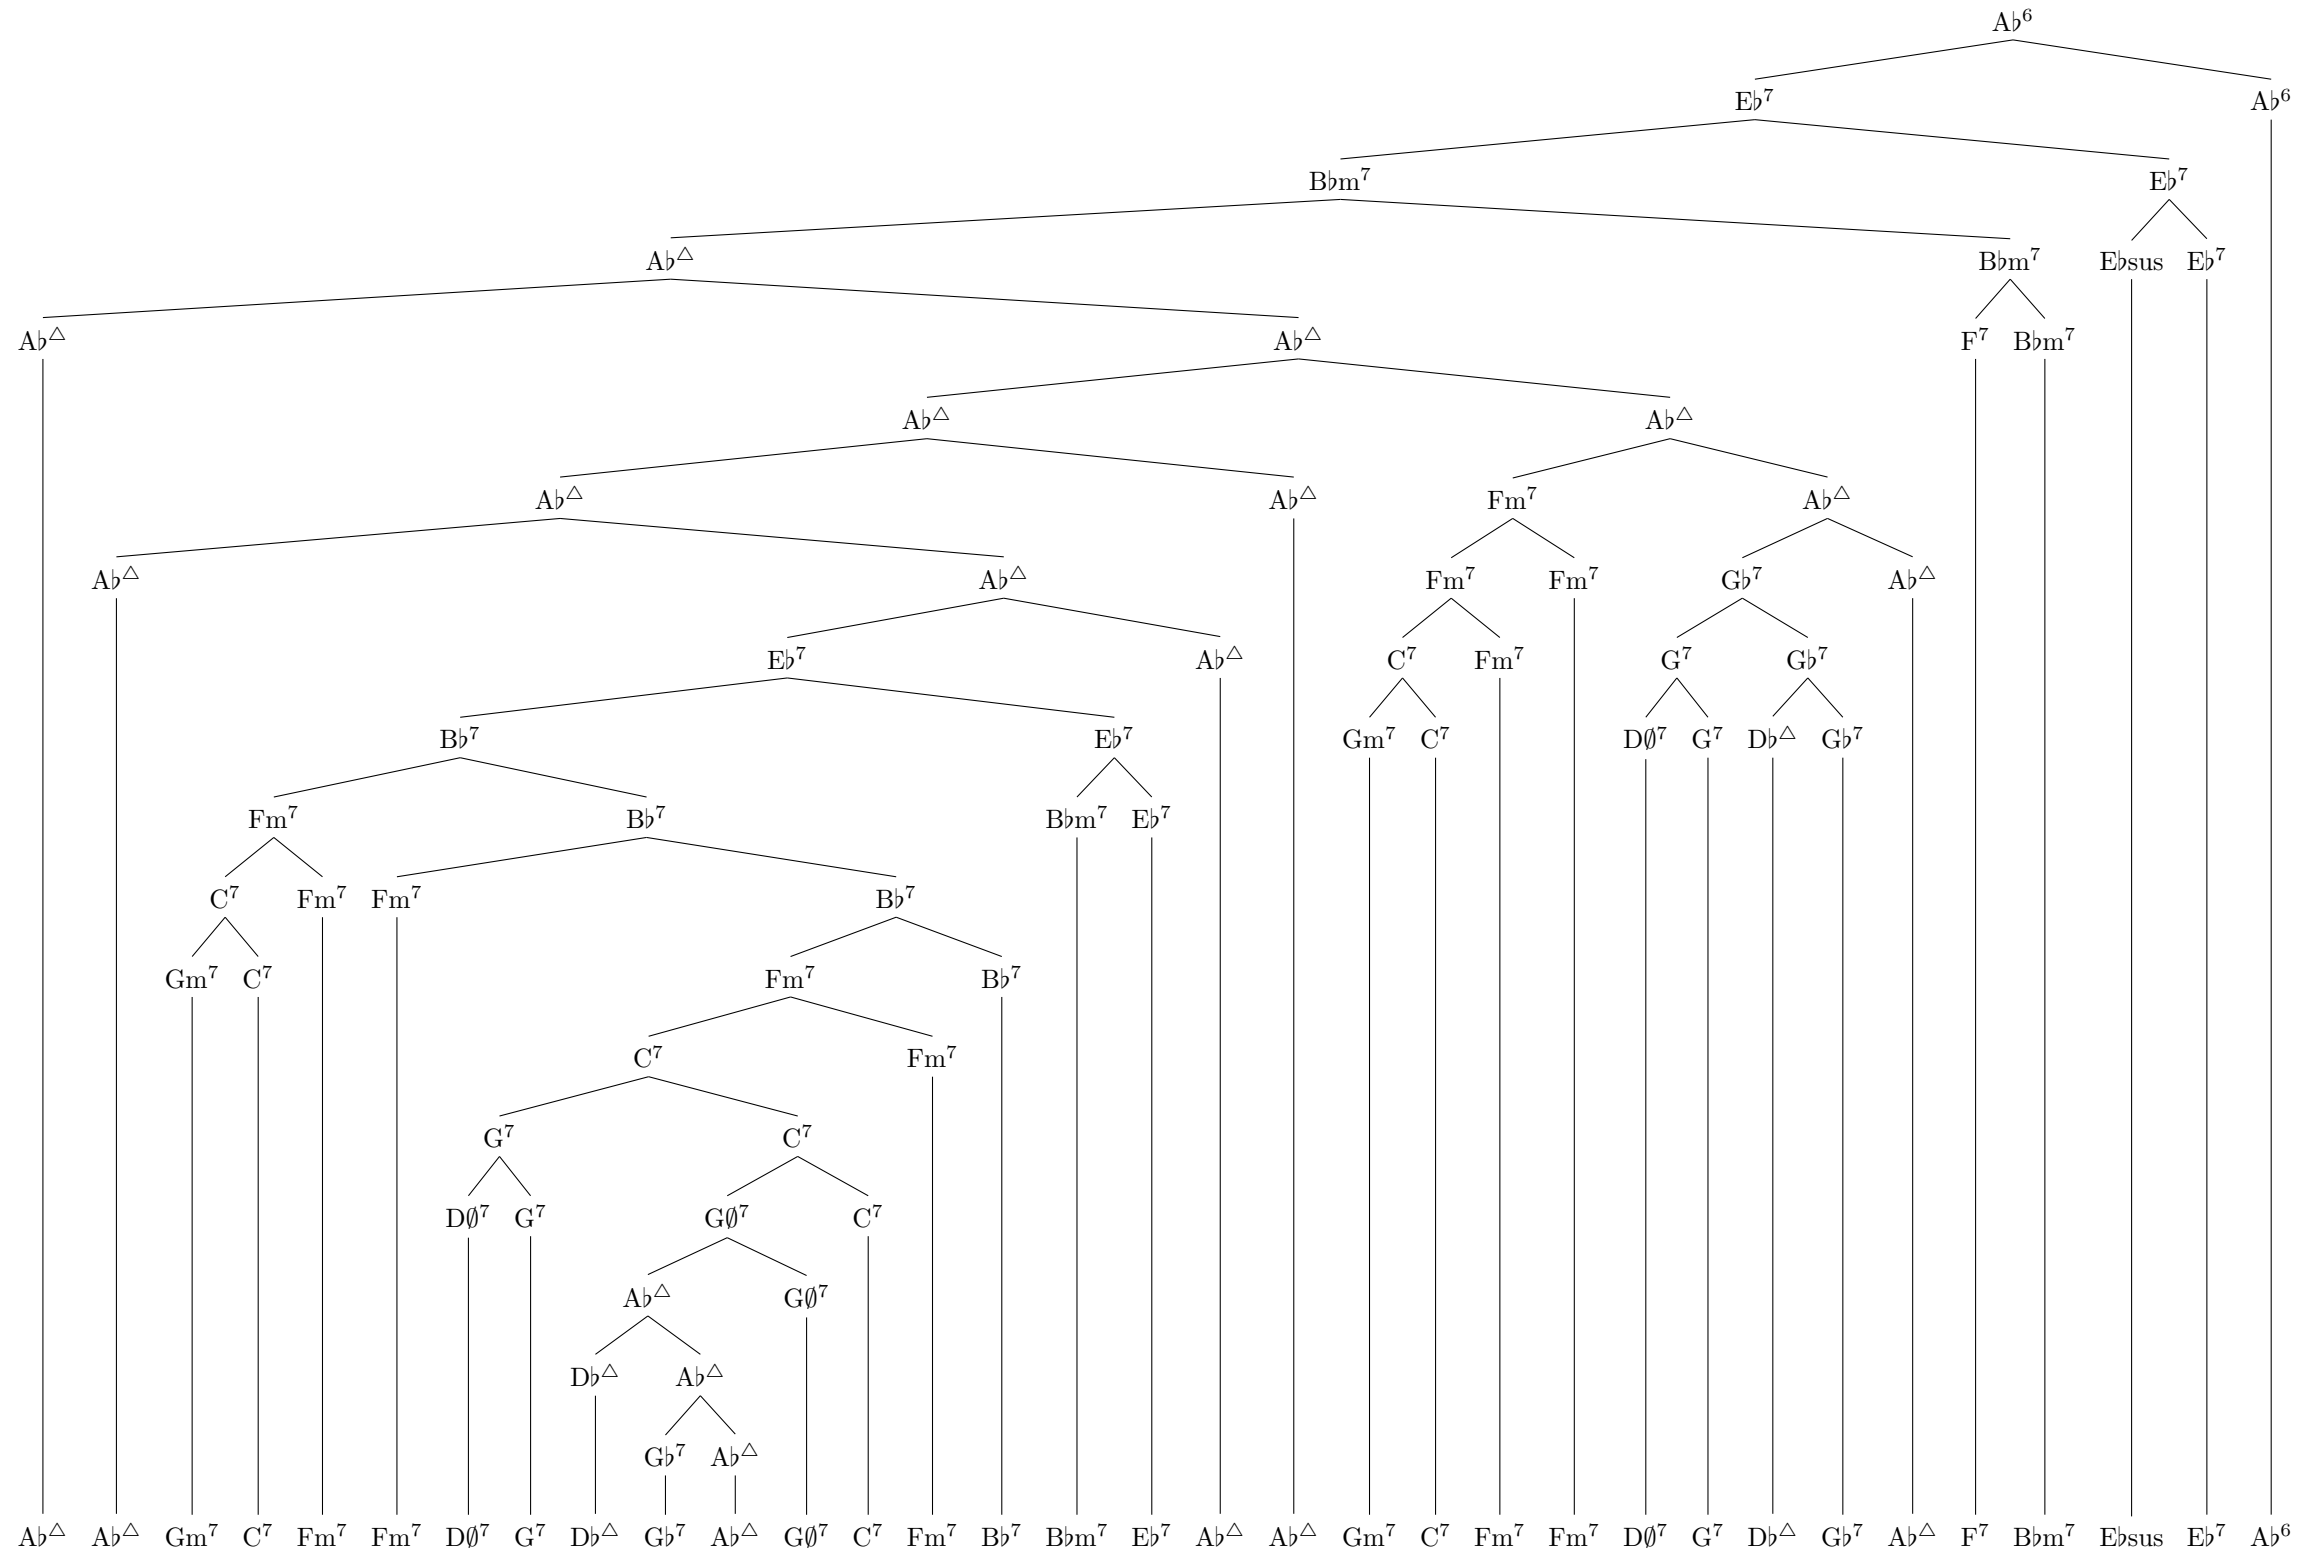 A♭⁶
E♭⁷ A♭⁶
B♭m⁷ E♭⁷
A♭△ B♭m⁷ E♭sus E♭⁷
A♭△ A♭△ F⁷ B♭m⁷
A♭△ A♭△
A♭△ A♭△ Fm⁷ A♭△
A♭△ A♭△ Fm⁷ Fm⁷ G♭⁷ A♭△
E♭⁷ A♭△ C⁷ Fm⁷ G⁷ G♭⁷
B♭⁷ E♭⁷ Gm⁷ C⁷ D∅⁷ G⁷ D♭△ G♭⁷
Fm⁷ B♭⁷ B♭m⁷ E♭⁷
C⁷ Fm⁷ Fm⁷ B♭⁷
Gm⁷ C⁷ Fm⁷ B♭⁷
C⁷ Fm⁷
G⁷ C⁷
D∅⁷ G⁷ G∅⁷ C⁷
A♭△ G∅⁷
D♭△ A♭△
G♭⁷ A♭△
A♭△ A♭△ Gm⁷ C⁷ Fm⁷ Fm⁷ D∅⁷ G⁷ D♭△ G♭⁷ A♭△ G∅⁷ C⁷ Fm⁷ B♭⁷ B♭m⁷ E♭⁷ A♭△ A♭△ Gm⁷ C⁷ Fm⁷ Fm⁷ D∅⁷ G⁷ D♭△ G♭⁷ A♭△ F⁷ B♭m⁷ E♭sus E♭⁷ A♭⁶